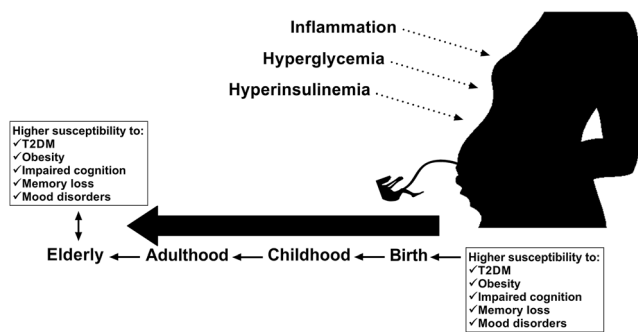 Inflammation
Hyperglycemia
Hyperinsulinemia
Higher susceptibility to:
✓T2DM
✓Obesity
✓Impaired cognition
✓Memory loss
✓Mood disorders
Elderly
Adulthood
Childhood
Birth
Higher susceptibility to:
✓T2DM
✓Obesity
✓Impaired cognition
✓Memory loss
✓Mood disorders